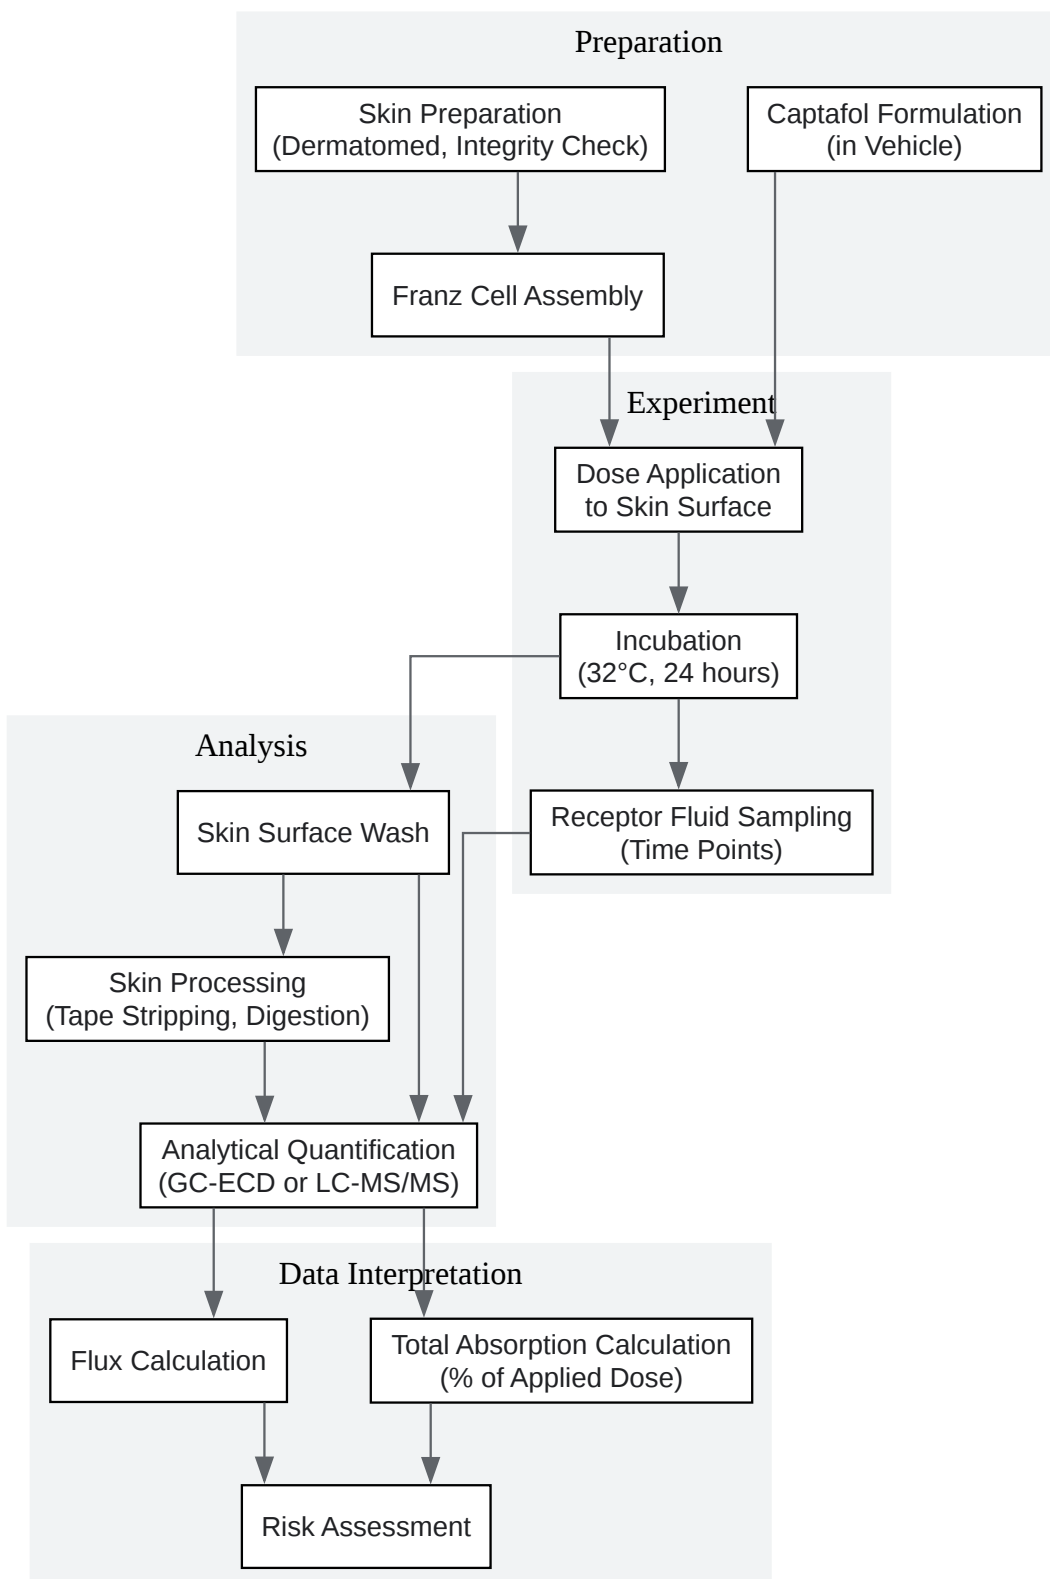 Preparation
Skin Preparation
(Dermatomed, Integrity Check)
Captafol Formulation
(in Vehicle)
Franz Cell Assembly
Experiment
Dose Application
to Skin Surface
Incubation
(32°C, 24 hours)
Analysis
Skin Surface Wash
Receptor Fluid Sampling
(Time Points)
Skin Processing
(Tape Stripping, Digestion)
Analytical Quantification
(GC-ECD or LC-MS/MS)
Data Interpretation
Flux Calculation
Total Absorption Calculation
(% of Applied Dose)
Risk Assessment